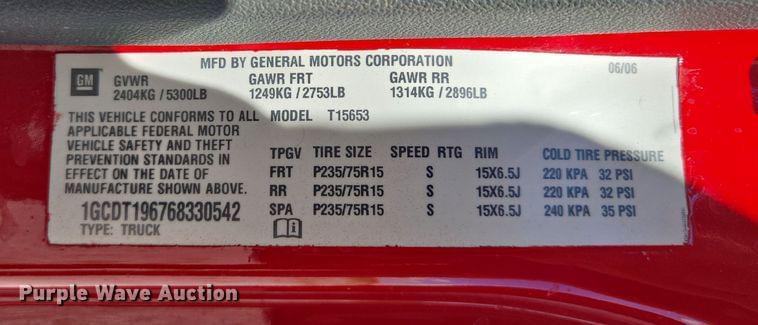 MFD BY GENERAL MOTORS CORPORATION
06/06
GM GVWR GAWR FRT GAWR RR
2404KG / 5300LB 1249KG / 2753LB 1314KG / 2896LB
THIS VEHICLE CONFORMS TO ALL MODEL T15653
APPLICABLE FEDERAL MOTOR
VEHICLE SAFETY AND THEFT
PREVENTION STANDARDS IN
EFFECT ON THE DATE OF
MANUFACTURE SHOWN ABOVE.
1GCDT196768330542
TYPE: TRUCK
TPGV TIRE SIZE SPEED RTG RIM COLD TIRE PRESSURE
FRT P235/75R15 S 15X6.5J 220 KPA 32 PSI
RR P235/75R15 S 15X6.5J 220 KPA 32 PSI
SPA P235/75R15 S 15X6.5J 240 KPA 35 PSI
Purple Wave Auction